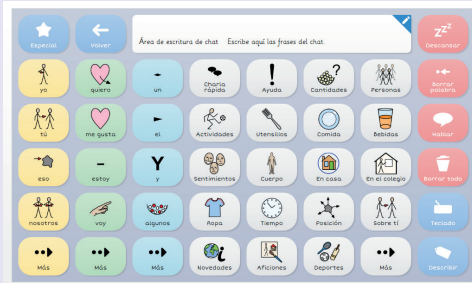 Especial
Volver
Área de escritura de chat Escribe aquí las frases del chat
zzz
Descansar
yo
quiero
un
Charla rápida
Ayuda
Cantidades
Personas
Borrar palabra
tú
me gusta
el
Actividades
Utensilios
Comida
Bebidas
Hablar
eso
estoy
Y
y
Sentimientos
Cuerpo
En casa
En el colegio
Borrar todo
nosotros
voy
algunos
Ropa
Tiempo
Posición
Sobre tí
Teclado
Más
Más
Más
Novedades
Aficiones
Deportes
Más
Describir